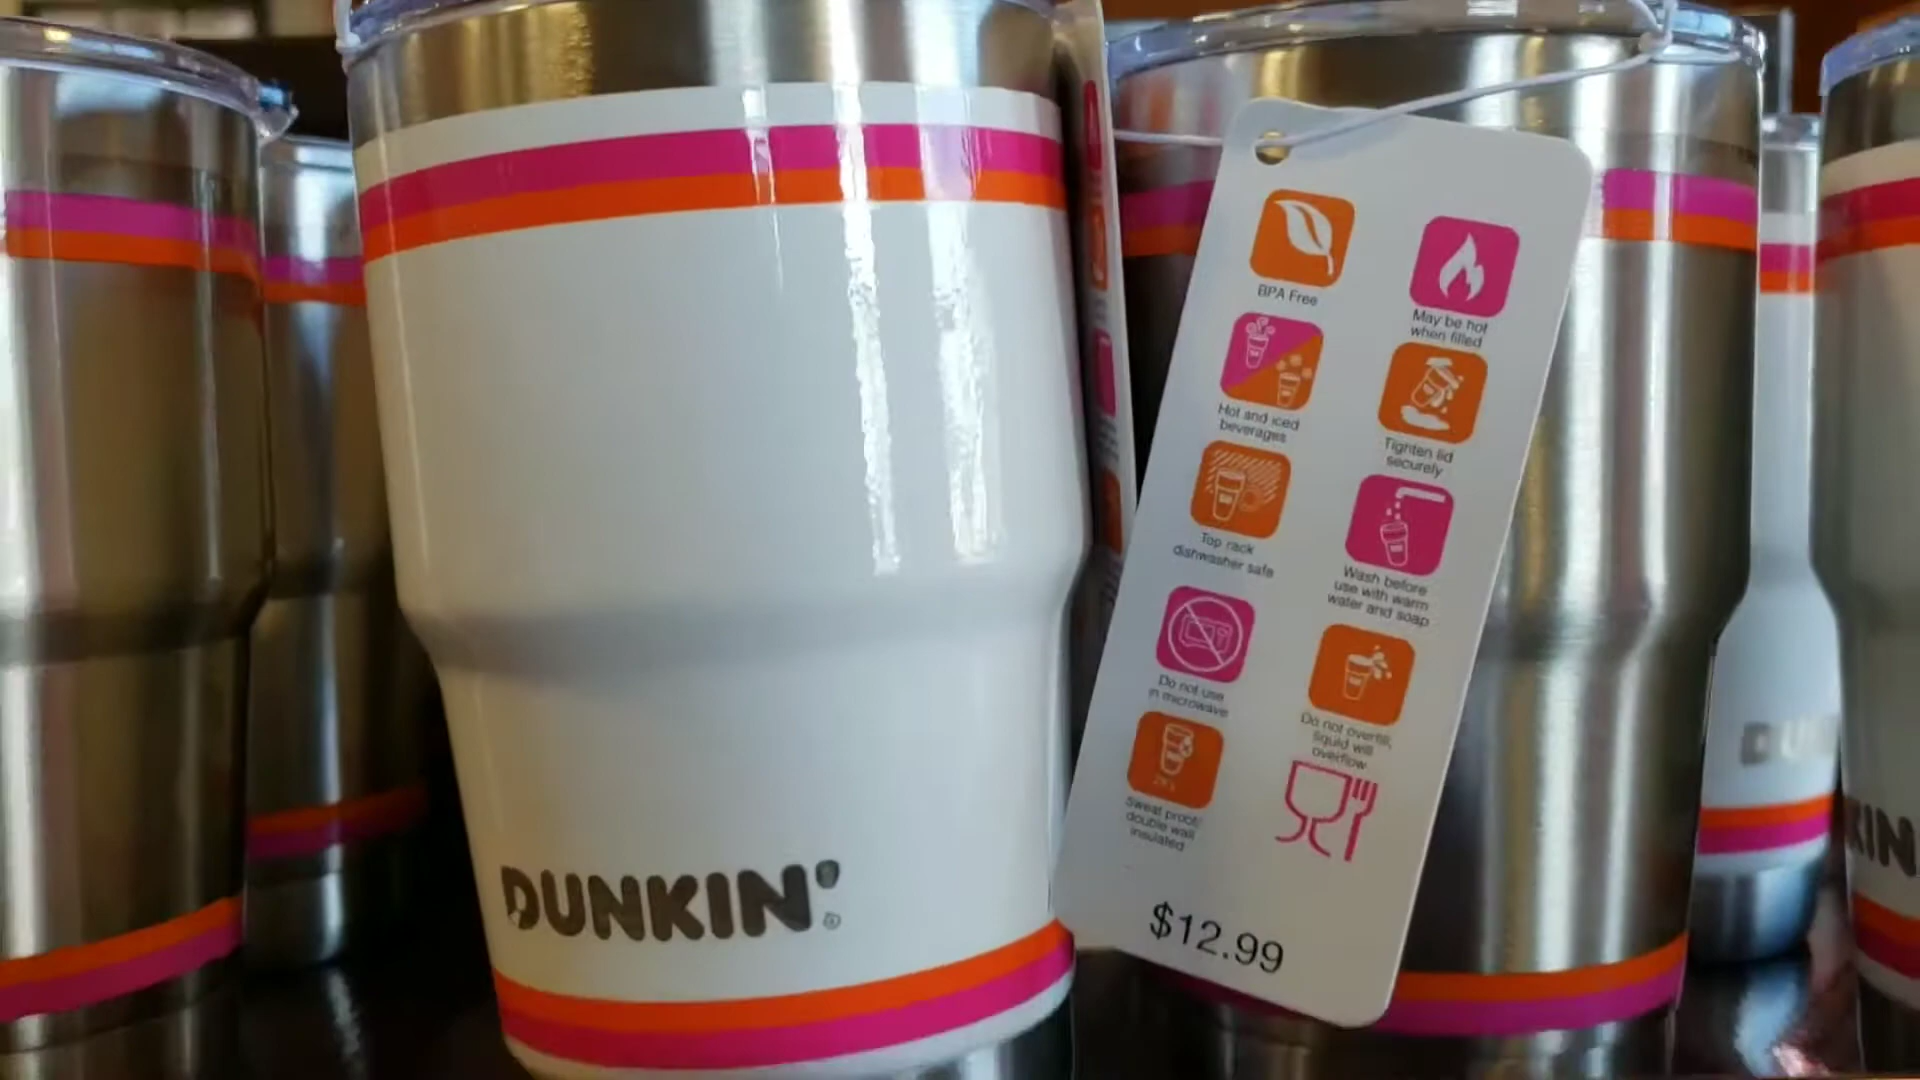 DUNKIN'
®
BPA Free
May be hot
when filled
Hot and iced
beverages
Tighten lid
securely
Top rack
dishwasher safe
Wash before
use with warm
water and soap
Do not use
in microwave
Do not overfill,
liquid will
overflow
Sweat proof,
double wall
insulated
$12.99
DUN
KIN